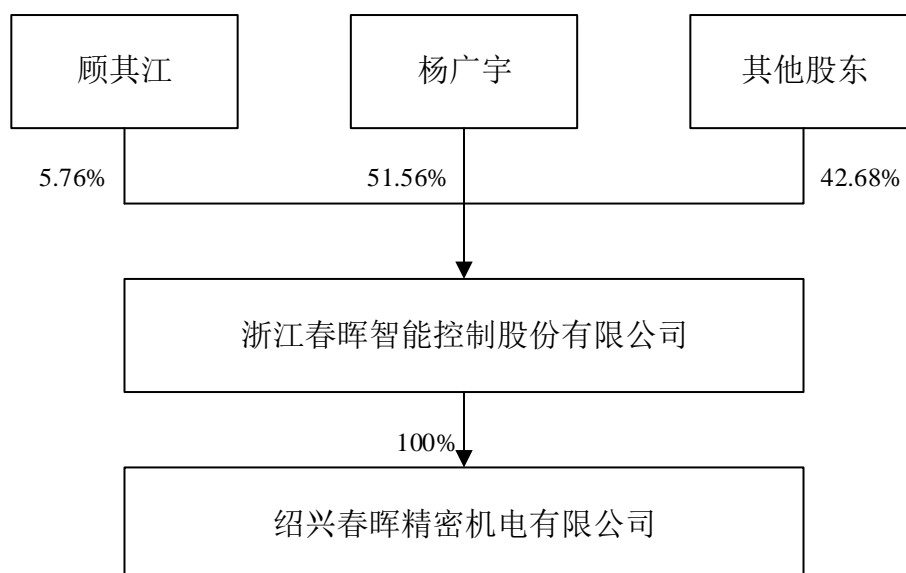 顾其江
杨广宇
其他股东
5.76%
51.56%
42.68%
浙江春晖智能控制股份有限公司
100%
绍兴春晖精密机电有限公司